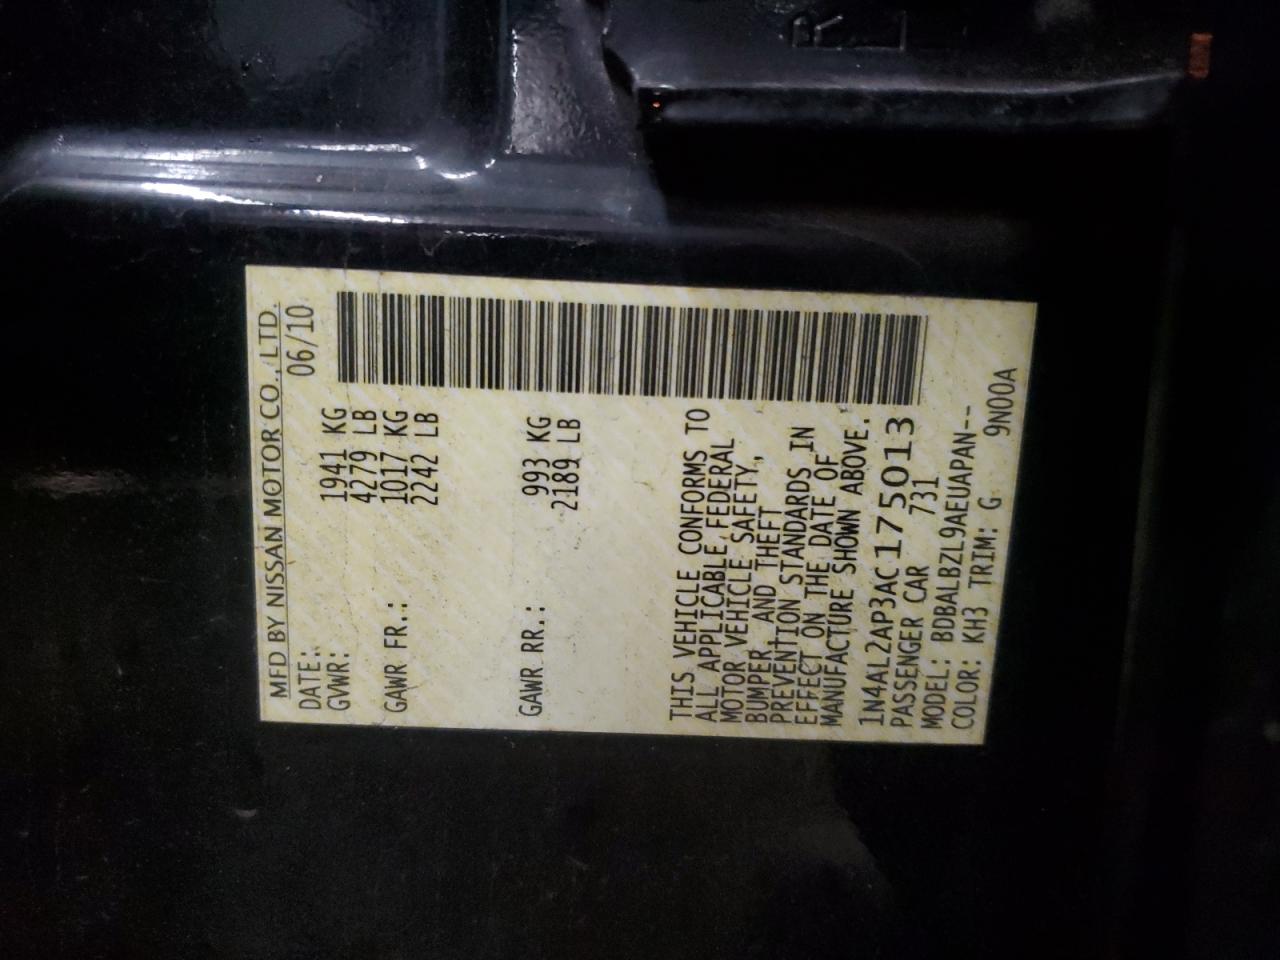 MFD BY NISSAN MOTOR CO., LTD.
DATE: 06/10
GVWR: 1941 KG
4279 LB
GAWR FR.: 1017 KG
2242 LB
GAWR RR.: 993 KG
2189 LB
THIS VEHICLE CONFORMS TO
ALL APPLICABLE FEDERAL
MOTOR VEHICLE SAFETY,
BUMPER, AND THEFT
PREVENTION STANDARDS IN
EFFECT ON THE DATE OF
MANUFACTURE SHOWN ABOVE.
1N4AL2AP3AC175013
PASSENGER CAR 731
MODEL: BDBALBZL9AEUAPAN--
COLOR: KH3 TRIM: G 9N00A